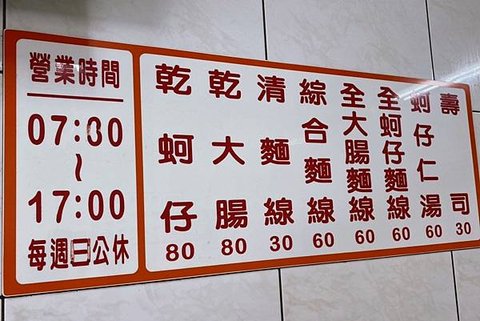 壽司
30
蚵仔仁湯
60
全蚵仔麵線
60
全大腸麵線
60
綜合麵線
60
清麵線
30
乾大腸
80
乾蚵仔
80
營業時間
07:30
~
17:00
每週日公休